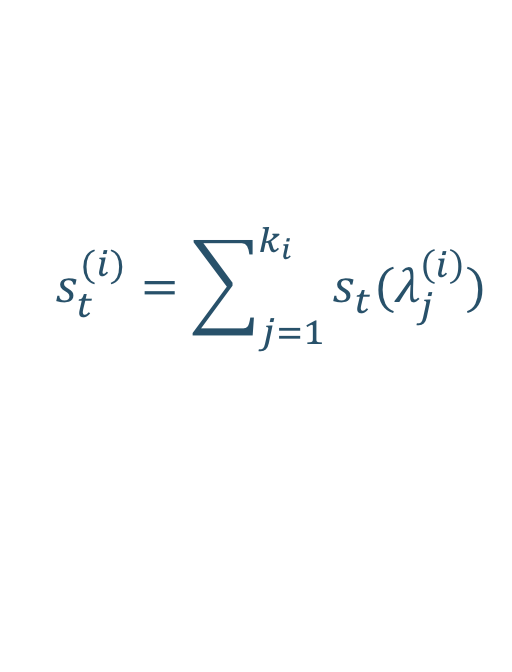 s_t^{(i)} = \sum_{j=1}^{k_i} s_t(\lambda_j^{(i)})